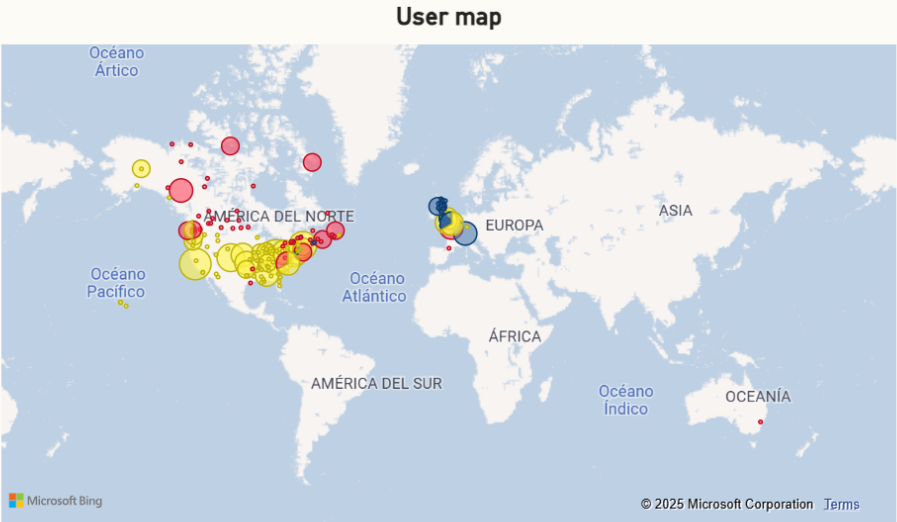 User map
Océano
Ártico
AMÉRICA DEL NORTE
EUROPA
ASIA
Océano
Pacífico
Océano
Atlántico
ÁFRICA
AMÉRICA DEL SUR
Océano
Índico
OCEANÍA
Microsoft Bing
© 2025 Microsoft Corporation Terms